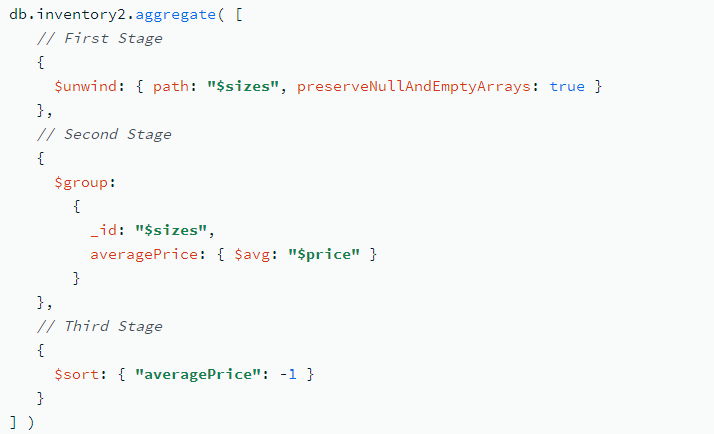 db.inventory2.aggregate( [
   // First Stage
   {
     $unwind: { path: "$sizes", preserveNullAndEmptyArrays: true }
   },
   // Second Stage
   {
     $group:
       {
         _id: "$sizes",
         averagePrice: { $avg: "$price" }
       }
   },
   // Third Stage
   {
     $sort: { "averagePrice": -1 }
   }
] )